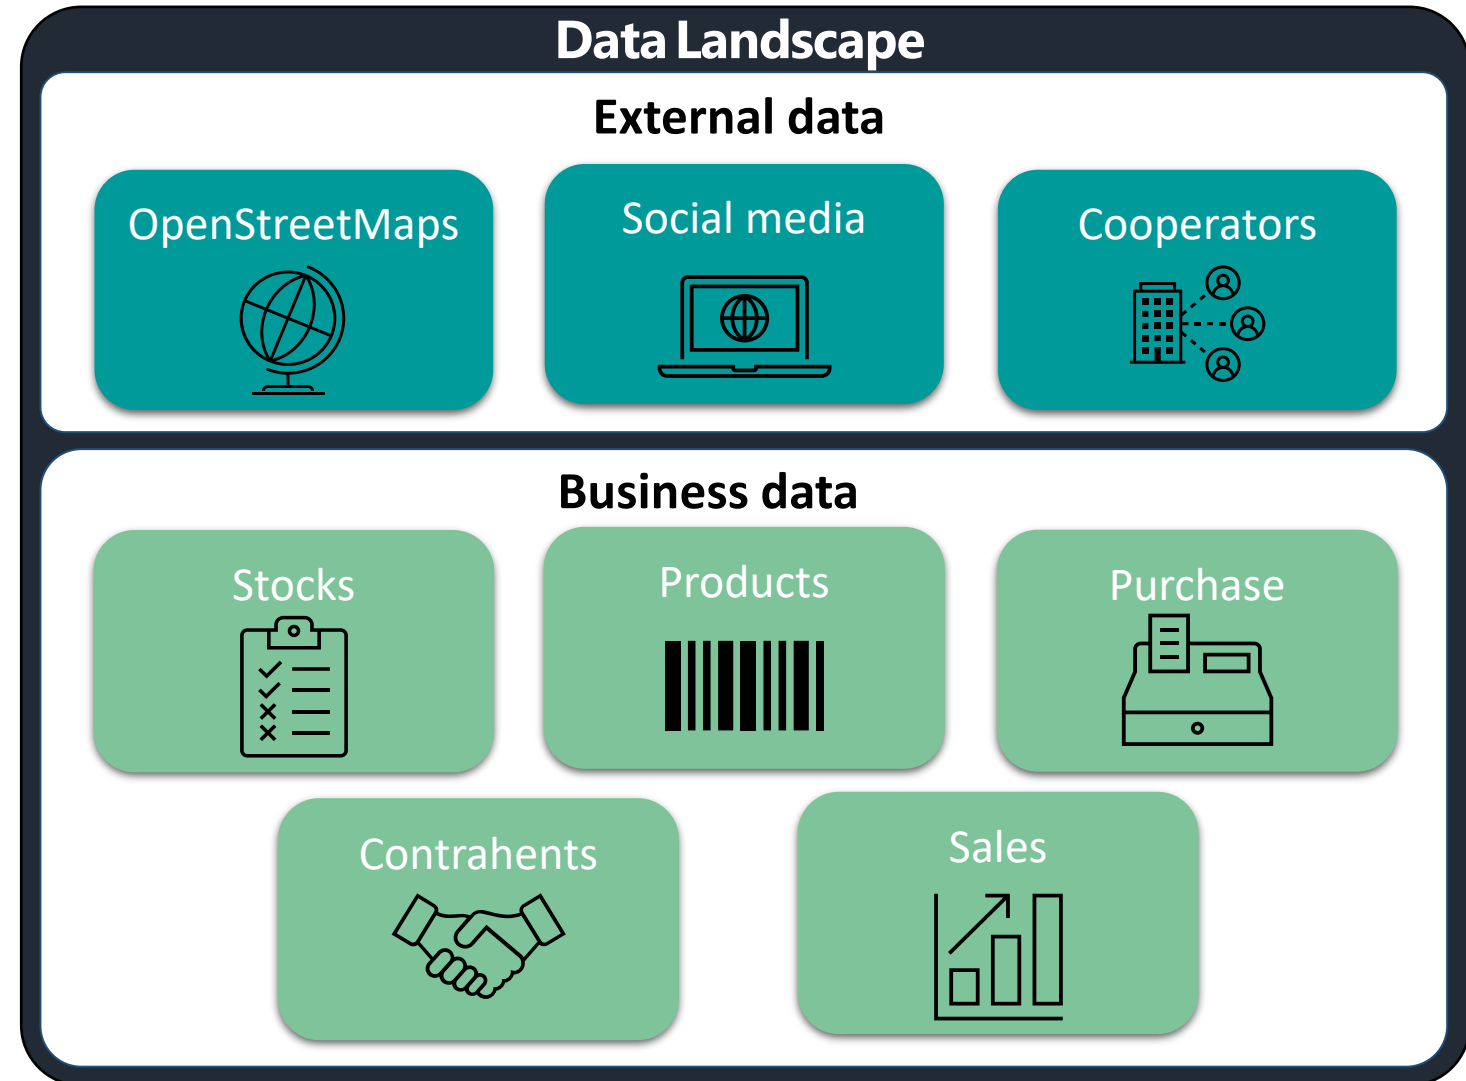 Data Landscape
External data
OpenStreetMaps
Social media
Cooperators
Business data
Stocks
Products
Purchase
Contrahents
Sales